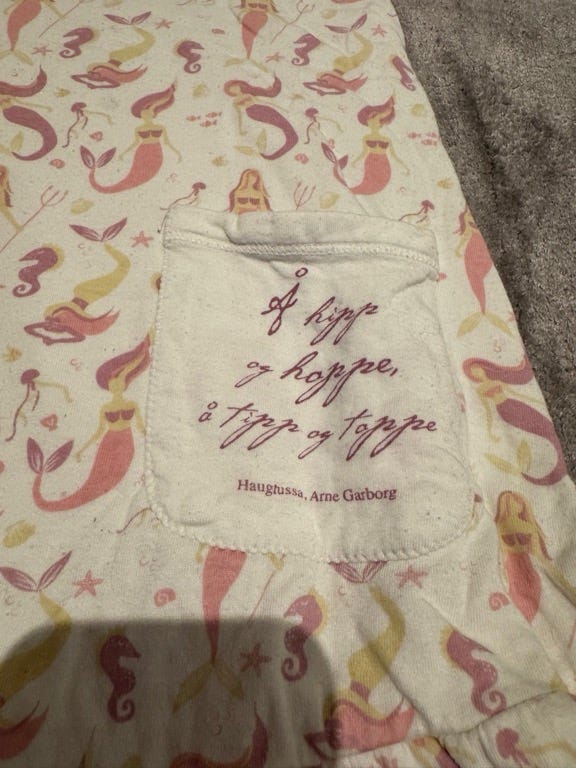 Å hipp
og hoppe,
å tipp og toppe
Haugtussa, Arne Garborg